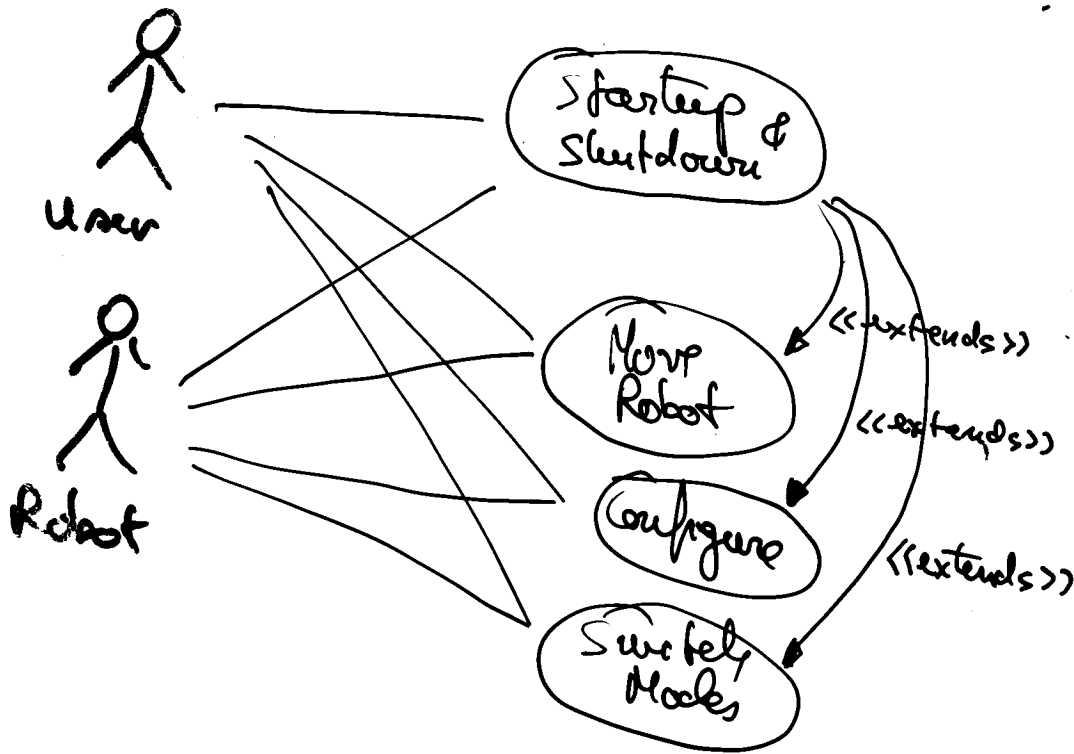 User
Startup &
Shutdown
Robot
Move
Robot
<<extends>>
<<extends>>
Configure
<<extends>>
Switch
Modes